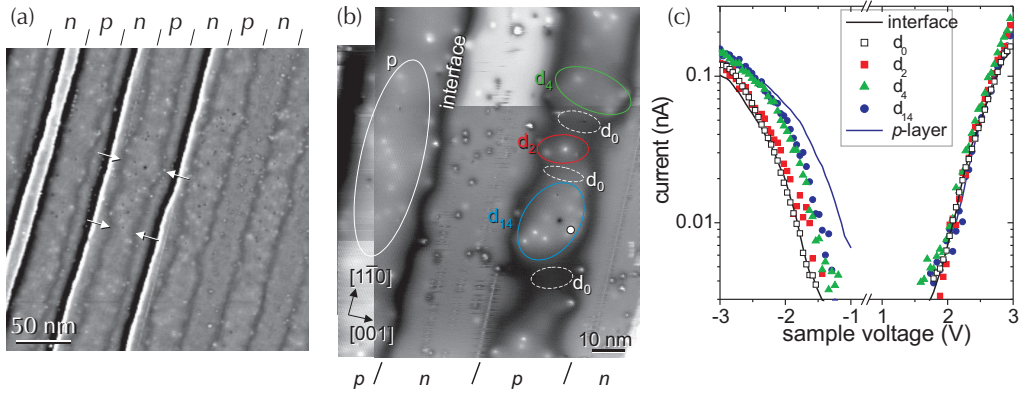 (a)
/ n / p / n / p / n / p / n /
50 nm
(b)
p
interface
d4
d0
d2
d0
d14
d0
[11̅0]
[001]
10 nm
p / n / p / n
(c)
interface
d0
d2
d4
d14
p-layer
current (nA)
0.1
0.01
-3 -2 -1 1 2 3
sample voltage (V)